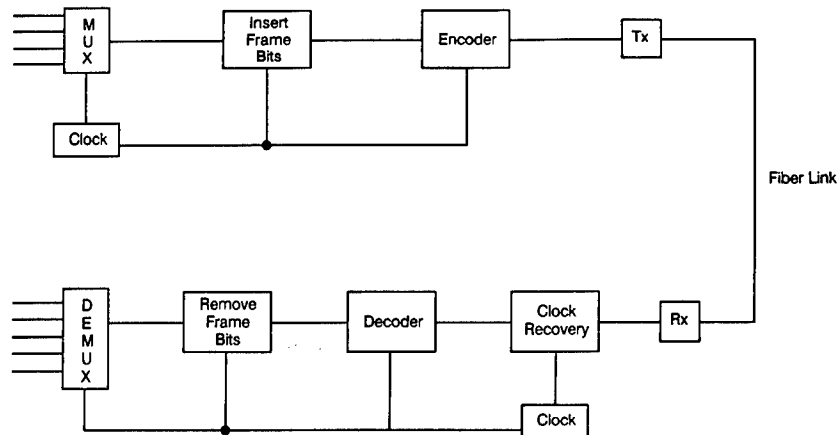 M
U
X
Insert
Frame
Bits
Encoder
Tx
Clock
Fiber Link
D
E
M
U
X
Remove
Frame
Bits
Decoder
Clock
Recovery
Rx
Clock